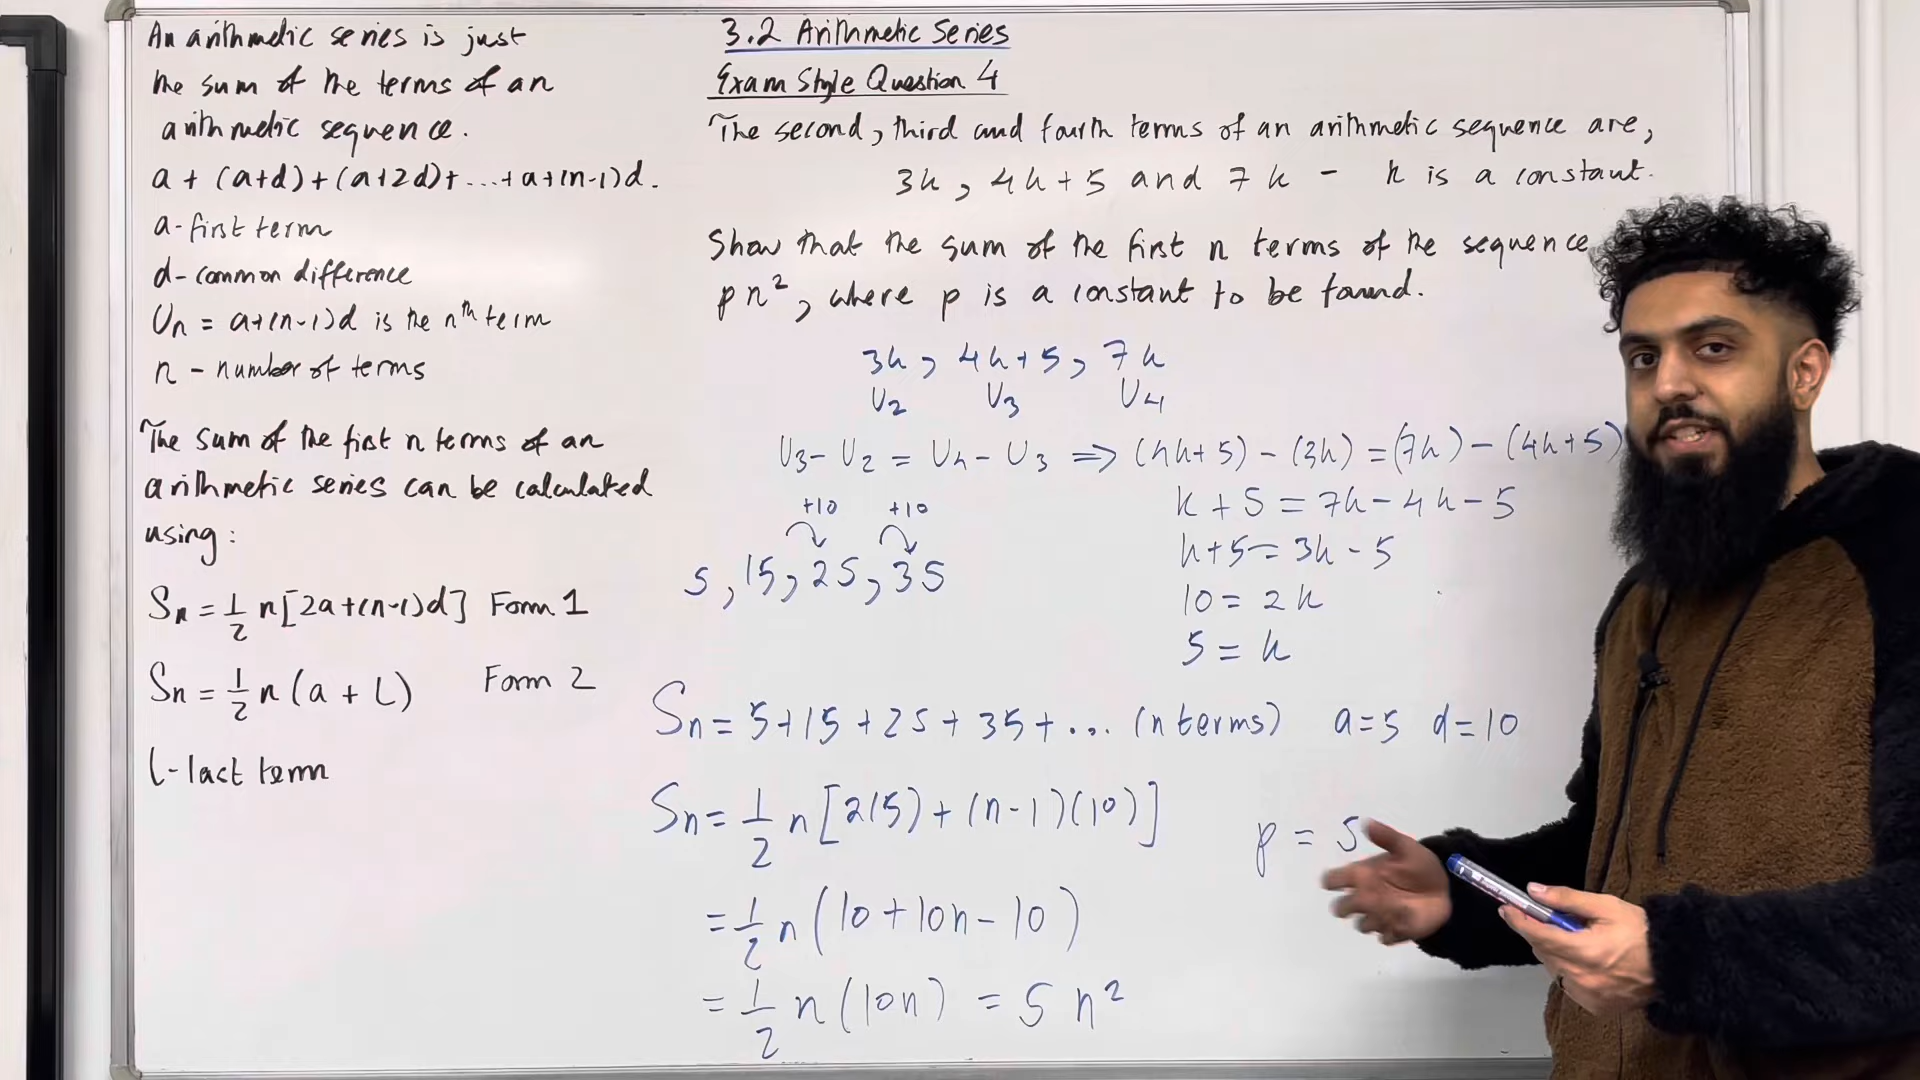 An arithmetic series is just
the sum of the terms of an
arithmetic sequence.
a + (a+d)+(a+2d)+...+a+(n-1)d.
a-first term
d-common difference
Un = a+(n-1)d is the nth term
n - number of terms
The sum of the first n terms of an
arithmetic series can be calculated
using:
Sn = 1/2 n[2a+(n-1)d] Form 1
Sn = 1/2 n(a + L) Form 2
L-last term
3.2 Arithmetic Series
Exam Style Question 4
The second, third and fourth terms of an arithmetic sequence are,
3k, 4k+5 and 7k - k is a constant.
Show that the sum of the first n terms of the sequence
pn², where p is a constant to be found.
3k, 4k+5, 7k
U2 U3 U4
U3-U2 = U4-U3 ⇒ (4k+5)-(3k) = (7k)-(4k+5)
k+5 = 7k-4k-5
k+5 = 3k-5
10 = 2k
5 = k
+10 +10
5, 15, 25, 35
Sn = 5+15+25+35+... (n terms) a=5 d=10
Sn = 1/2 n[2(5)+(n-1)(10)]
= 1/2 n(10+10n-10)
= 1/2 n(10n) = 5n²
p = 5